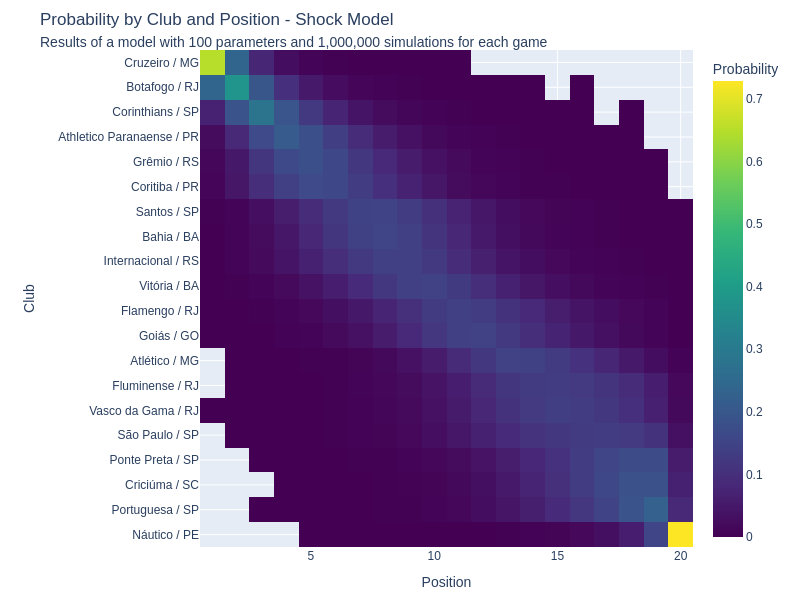 Probability by Club and Position - Shock Model
Results of a model with 100 parameters and 1,000,000 simulations for each game
Probability
Club
Cruzeiro / MG
Botafogo / RJ
Corinthians / SP
Athletico Paranaense / PR
Grêmio / RS
Coritiba / PR
Santos / SP
Bahia / BA
Internacional / RS
Vitória / BA
Flamengo / RJ
Goiás / GO
Atlético / MG
Fluminense / RJ
Vasco da Gama / RJ
São Paulo / SP
Ponte Preta / SP
Criciúma / SC
Portuguesa / SP
Náutico / PE
5
10
15
20
Position
0.7
0.6
0.5
0.4
0.3
0.2
0.1
0